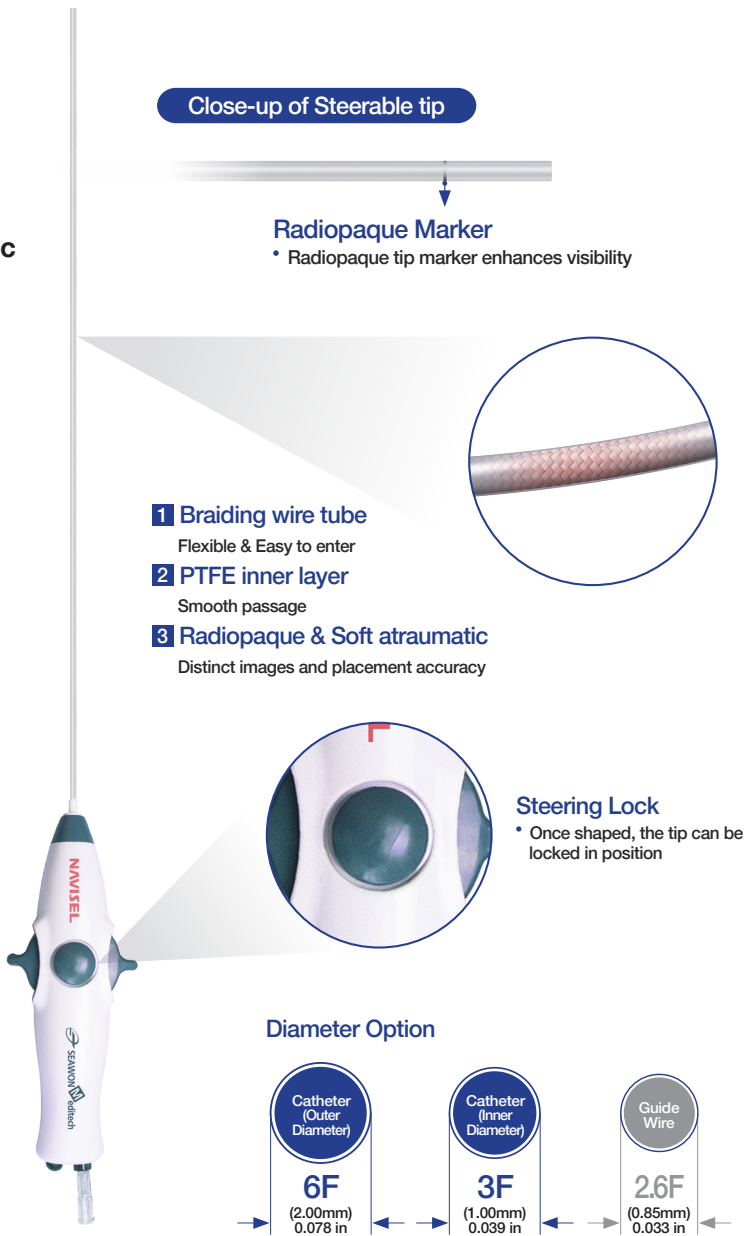 Close-up of Steerable tip
Radiopaque Marker
• Radiopaque tip marker enhances visibility
c
1 Braiding wire tube
Flexible & Easy to enter
2 PTFE inner layer
Smooth passage
3 Radiopaque & Soft atraumatic
Distinct images and placement accuracy
Steering Lock
• Once shaped, the tip can be
locked in position
NAVISEL
SEAWON Meditech
Diameter Option
Catheter
(Outer
Diameter)
6F
(2.00mm)
0.078 in
Catheter
(Inner
Diameter)
3F
(1.00mm)
0.039 in
Guide
Wire
2.6F
(0.85mm)
0.033 in